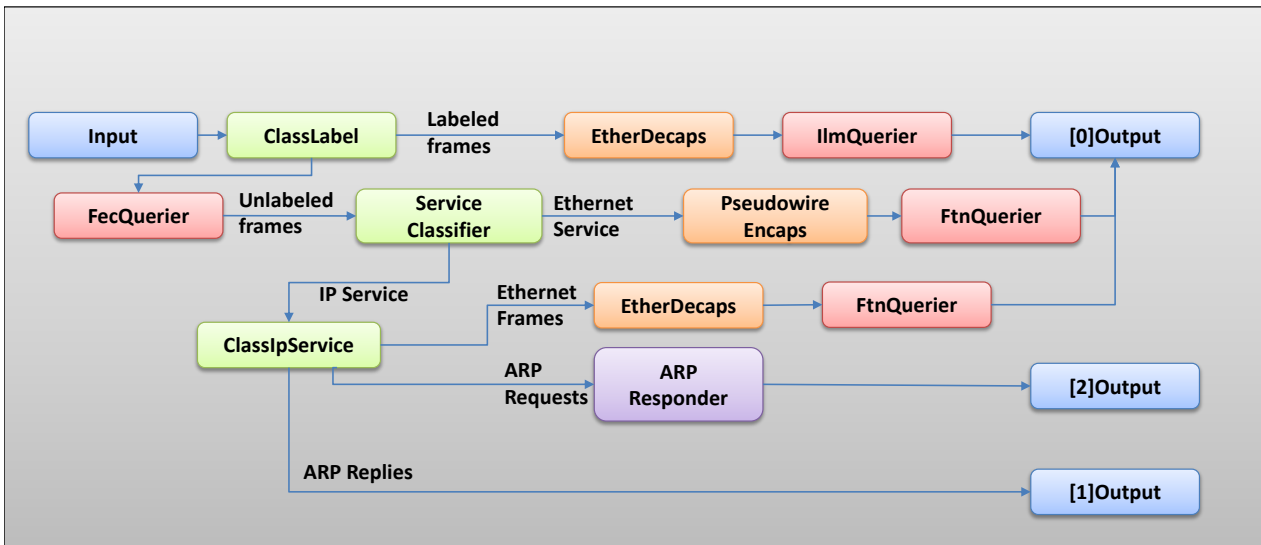 Input
ClassLabel
Labeled
frames
EtherDecaps
IlmQuerier
[0]Output
FecQuerier
Unlabeled
frames
Service
Classifier
Ethernet
Service
Pseudowire
Encaps
FtnQuerier
IP Service
Ethernet
Frames
EtherDecaps
FtnQuerier
ClassIpService
ARP
Requests
ARP
Responder
[2]Output
ARP Replies
[1]Output